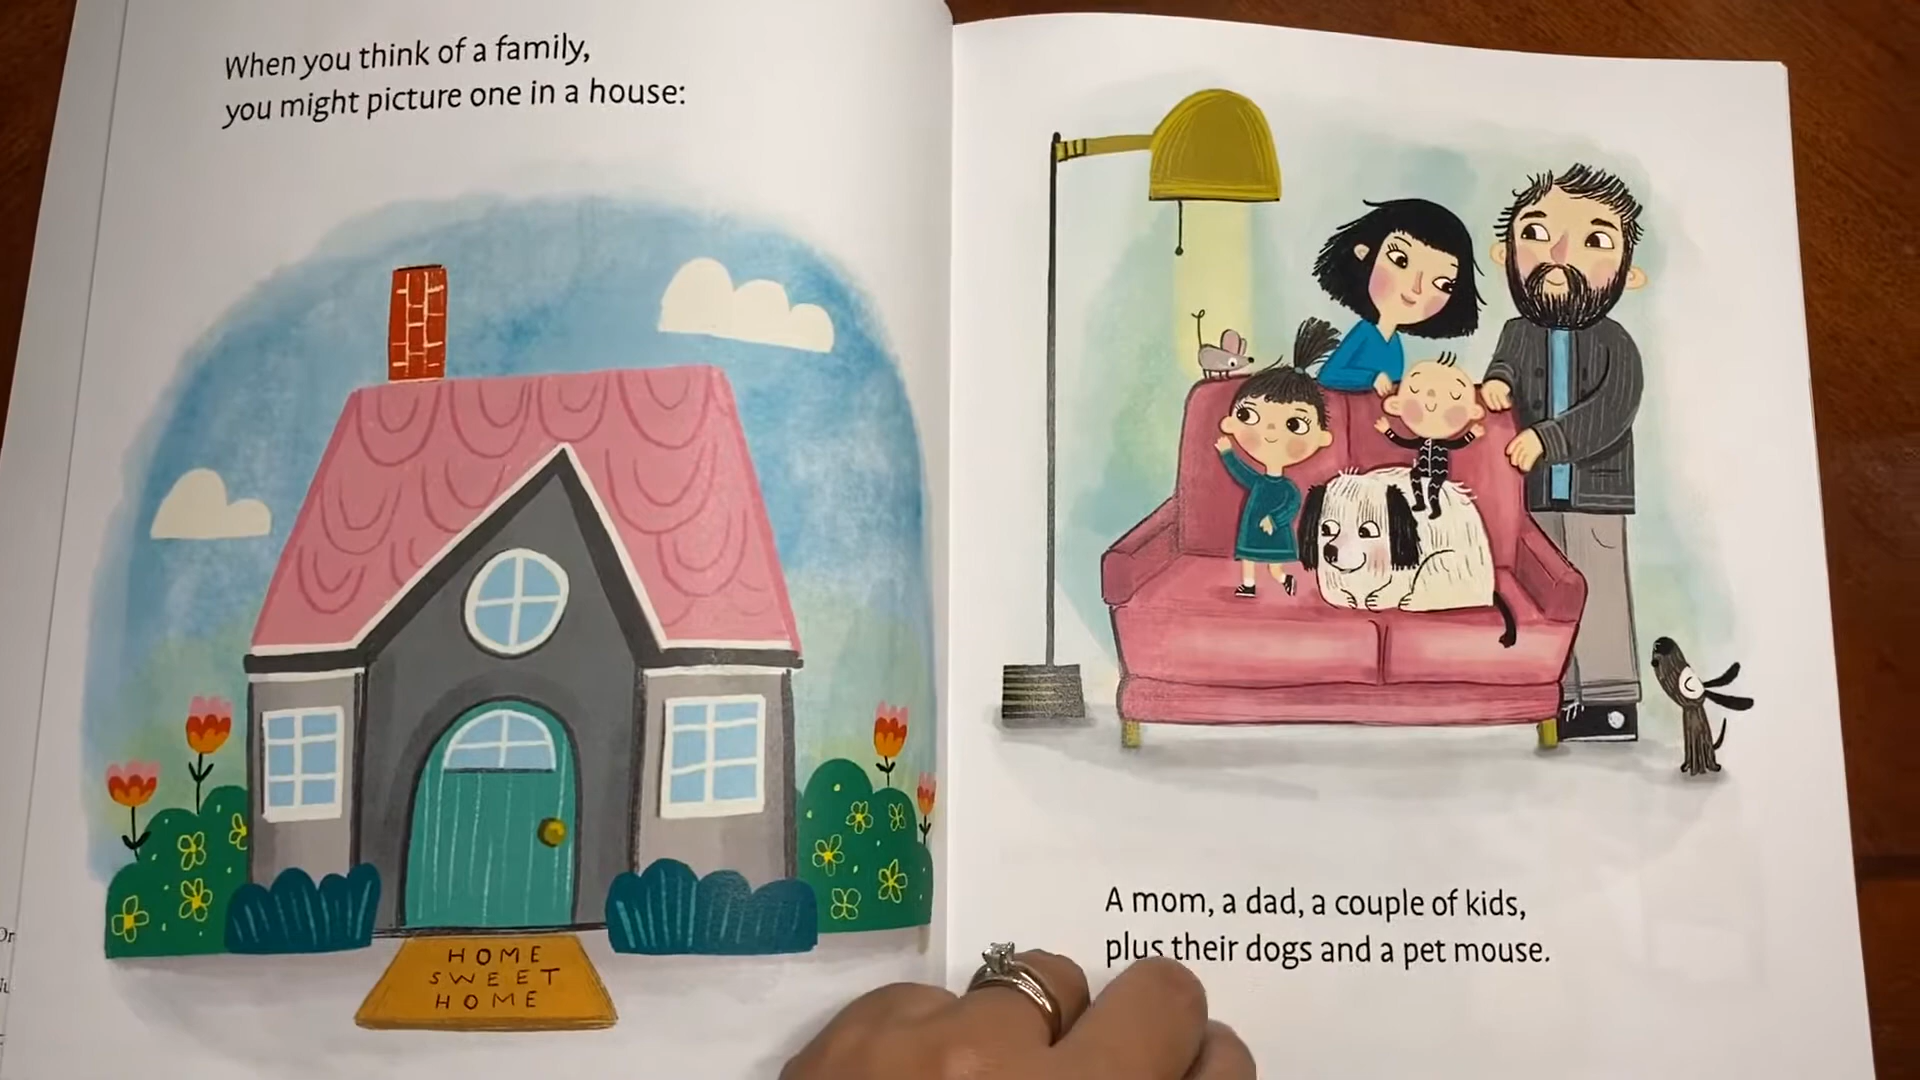 When you think of a family,
you might picture one in a house:
HOME
SWEET
HOME
A mom, a dad, a couple of kids,
plus their dogs and a pet mouse.